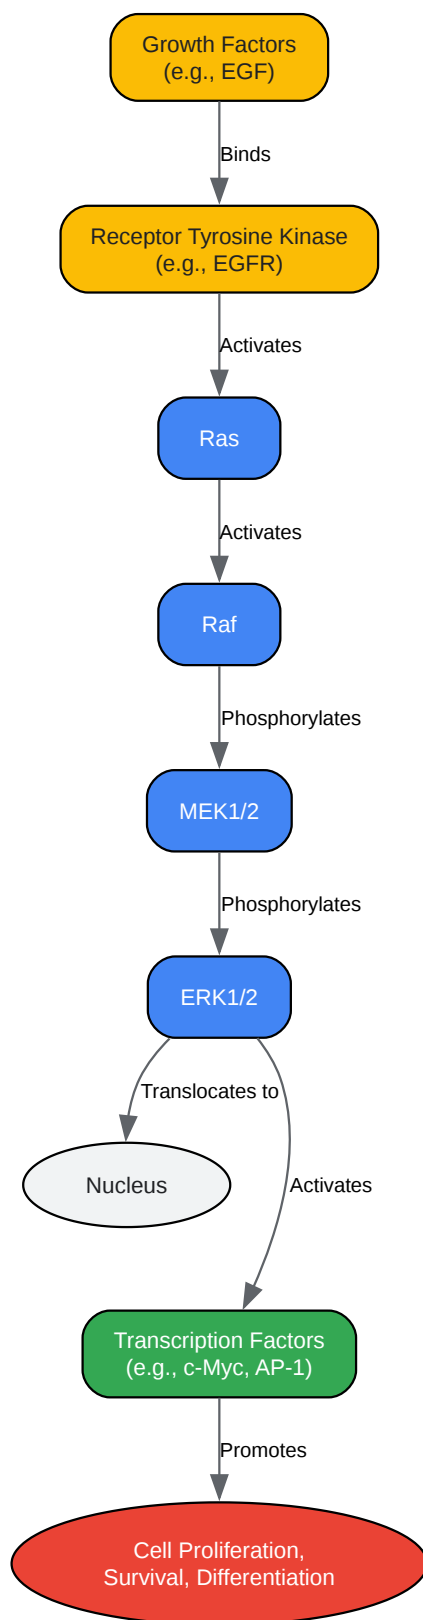 Growth Factors
(e.g., EGF)
Binds
Receptor Tyrosine Kinase
(e.g., EGFR)
Activates
Ras
Activates
Raf
Phosphorylates
MEK1/2
Phosphorylates
ERK1/2
Translocates to
Nucleus
Activates
Transcription Factors
(e.g., c-Myc, AP-1)
Promotes
Cell Proliferation,
Survival, Differentiation